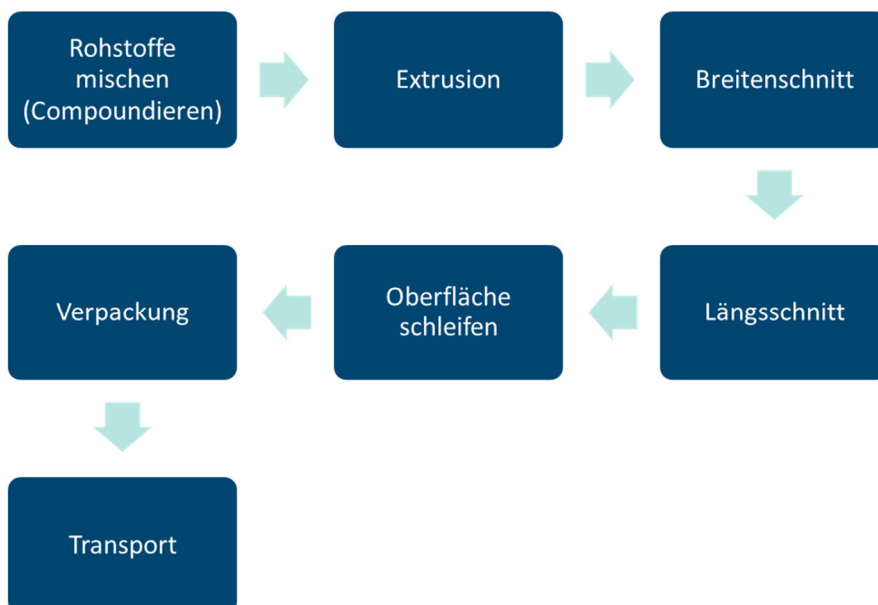 Rohstoffe
mischen
(Compoundieren)
Extrusion
Breitenschnitt
Längsschnitt
Oberfläche
schleifen
Verpackung
Transport